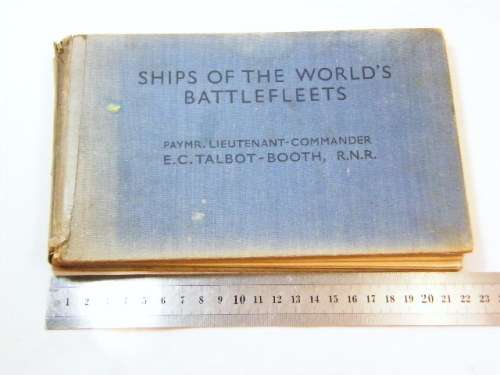 SHIPS OF THE WORLD'S
BATTLEFLEETS
PAYMR. LIEUTENANT-COMMANDER
E.C. TALBOT-BOOTH, R.N.R.
1 2 3 4 5 6 7 8 9 10 11 12 13 14 15 16 17 18 19 20 21 22 23